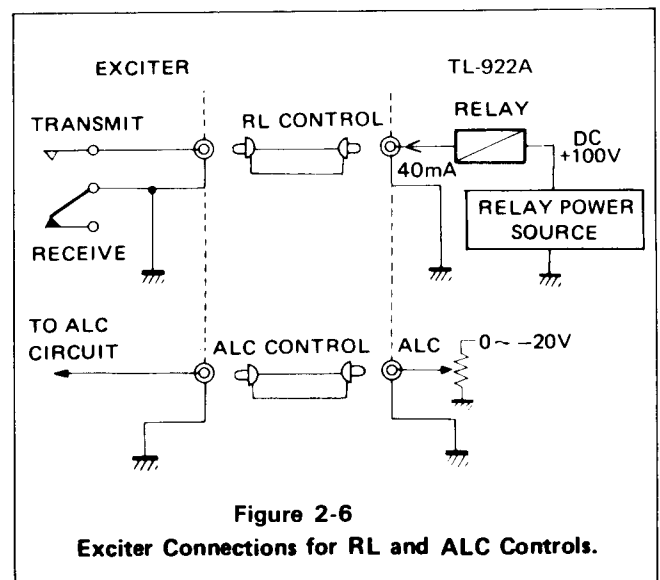 EXCITER
TL-922A
TRANSMIT
RL CONTROL
RELAY
40mA
DC
+100V
RECEIVE
RELAY POWER
SOURCE
TO ALC
CIRCUIT
ALC CONTROL
ALC
0 ~ -20V
Figure 2-6
Exciter Connections for RL and ALC Controls.